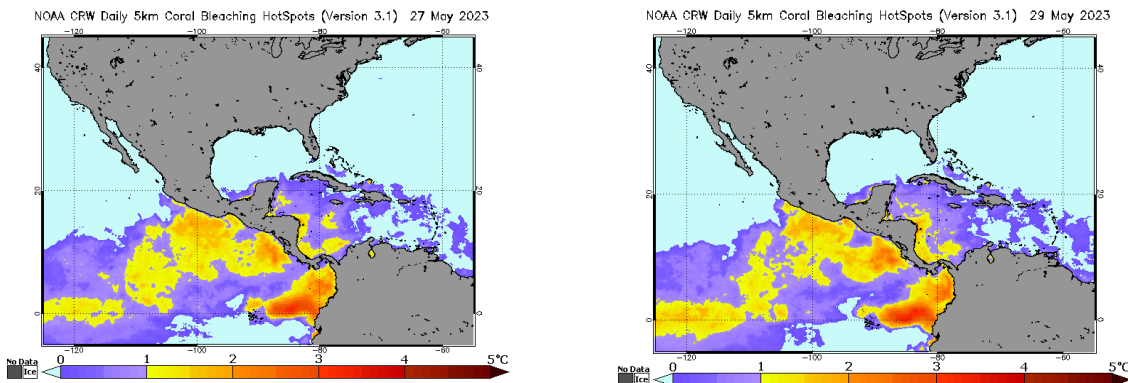 NOAA CRW Daily 5km Coral Bleaching HotSpots (Version 3.1) 27 May 2023
-120 -100 -80 -60
40 40
20 20
0 0
-120 -100 -80 -60
No Data
Ice
0 1 2 3 4 5°C
NOAA CRW Daily 5km Coral Bleaching HotSpots (Version 3.1) 29 May 2023
-120 -100 -80 -60
40 40
20 20
0 0
-120 -100 -80 -60
No Data
Ice
0 1 2 3 4 5°C